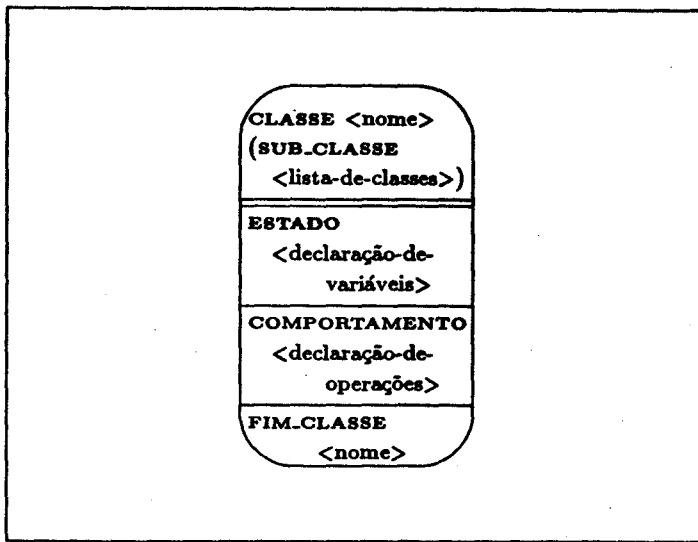 CLASSE <nome>
(SUB_CLASSE
<lista-de-classes>)
ESTADO
<declaração-de-
variáveis>
COMPORTAMENTO
<declaração-de-
operações>
FIM_CLASSE
<nome>